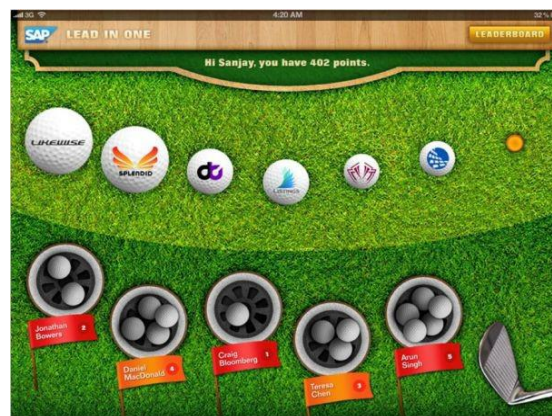 3G
4:20 AM
32%
SAP
LEAD IN ONE
LEADERBOARD
Hi Sanjay, you have 402 points.
LIKEWISE
SPLENDID
Jonathan
Bowers
2
Daniel
MacDonald
4
Craig
Bloomberg
1
Teresa
Chen
3
Arun
Singh
5